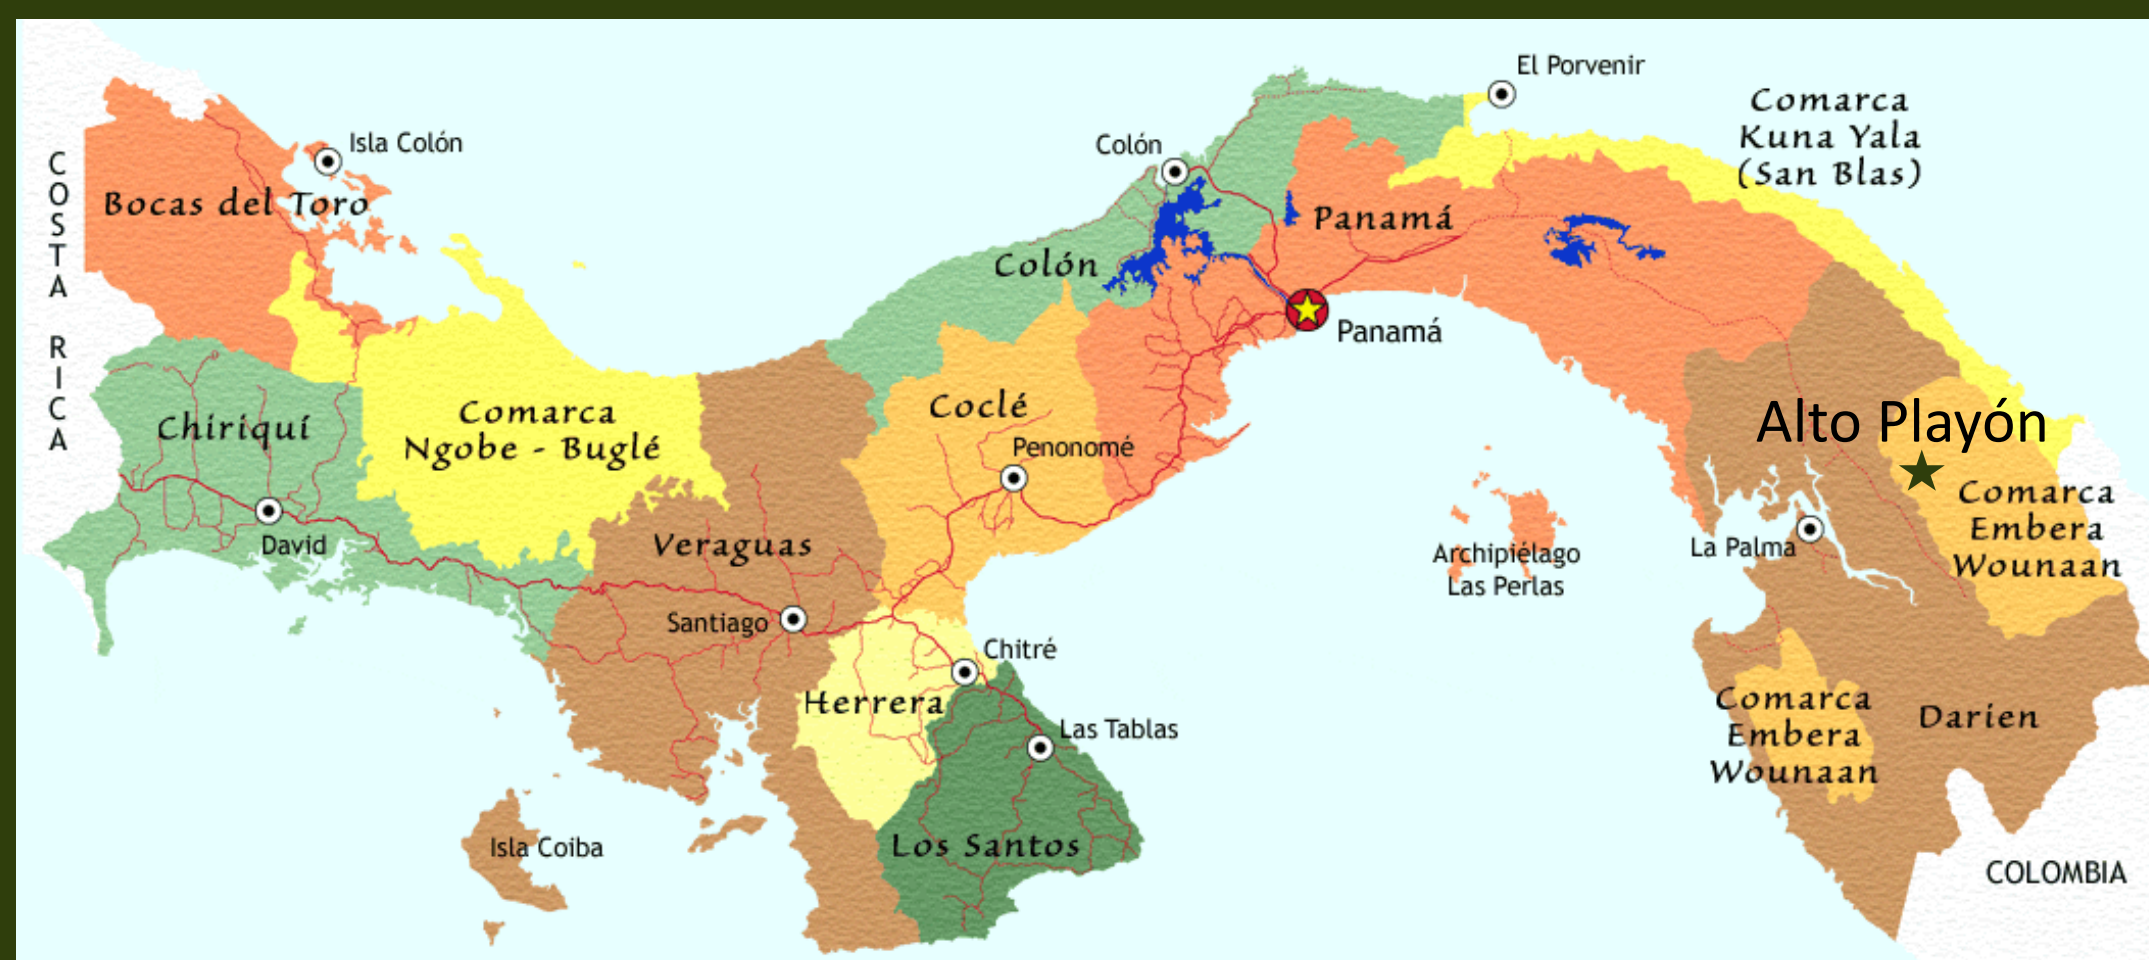 El Porvenir
Comarca
Kuna Yala
(San Blas)
Isla Colón
Colón
COSTA RICA
Bocas del Toro
Panamá
Colón
Panamá
Chiriquí
Comarca
Ngobe - Buglé
Coclé
Penonomé
Alto Playón
Comarca
Embera
Wounaan
David
Veraguas
Archipiélago
Las Perlas
La Palma
Santiago
Chitré
Herrera
Las Tablas
Comarca
Embera
Wounaan
Darien
Isla Coiba
Los Santos
COLOMBIA